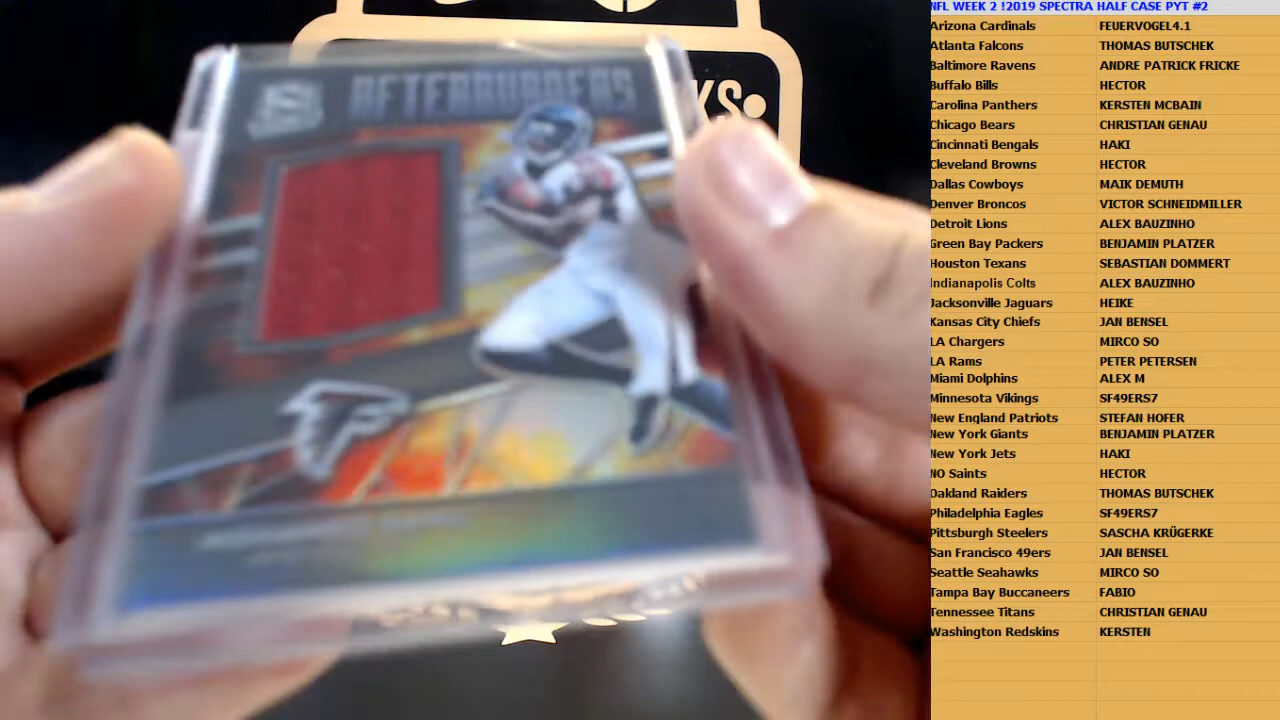 AFTERBURNERS
KS
NFL WEEK 2 !2019 SPECTRA HALF CASE PYT #2
Arizona Cardinals FEUERVOGEL4.1
Atlanta Falcons THOMAS BUTSCHEK
Baltimore Ravens ANDRE PATRICK FRICKE
Buffalo Bills HECTOR
Carolina Panthers KERSTEN MCBAIN
Chicago Bears CHRISTIAN GENAU
Cincinnati Bengals HAKI
Cleveland Browns HECTOR
Dallas Cowboys MAIK DEMUTH
Denver Broncos VICTOR SCHNEIDMILLER
Detroit Lions ALEX BAUZINHO
Green Bay Packers BENJAMIN PLATZER
Houston Texans SEBASTIAN DOMMERT
Indianapolis Colts ALEX BAUZINHO
Jacksonville Jaguars HEIKE
Kansas City Chiefs JAN BENSEL
LA Chargers MIRCO SO
LA Rams PETER PETERSEN
Miami Dolphins ALEX M
Minnesota Vikings SF49ERS7
New England Patriots STEFAN HOFER
New York Giants BENJAMIN PLATZER
New York Jets HAKI
NO Saints HECTOR
Oakland Raiders THOMAS BUTSCHEK
Philadelphia Eagles SF49ERS7
Pittsburgh Steelers SASCHA KRÜGERKE
San Francisco 49ers JAN BENSEL
Seattle Seahawks MIRCO SO
Tampa Bay Buccaneers FABIO
Tennessee Titans CHRISTIAN GENAU
Washington Redskins KERSTEN